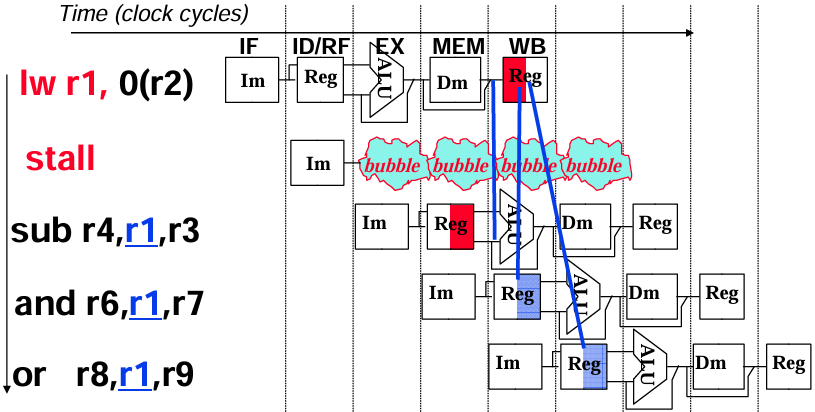 Time (clock cycles)
IF ID/RF EX MEM WB
lw r1, 0(r2) Im Reg ALU Dm Reg
stall Im bubble bubble bubble bubble
sub r4,r1,r3 Im Reg ALU Dm Reg
and r6,r1,r7 Im Reg ALU Dm Reg
or r8,r1,r9 Im Reg ALU Dm Reg